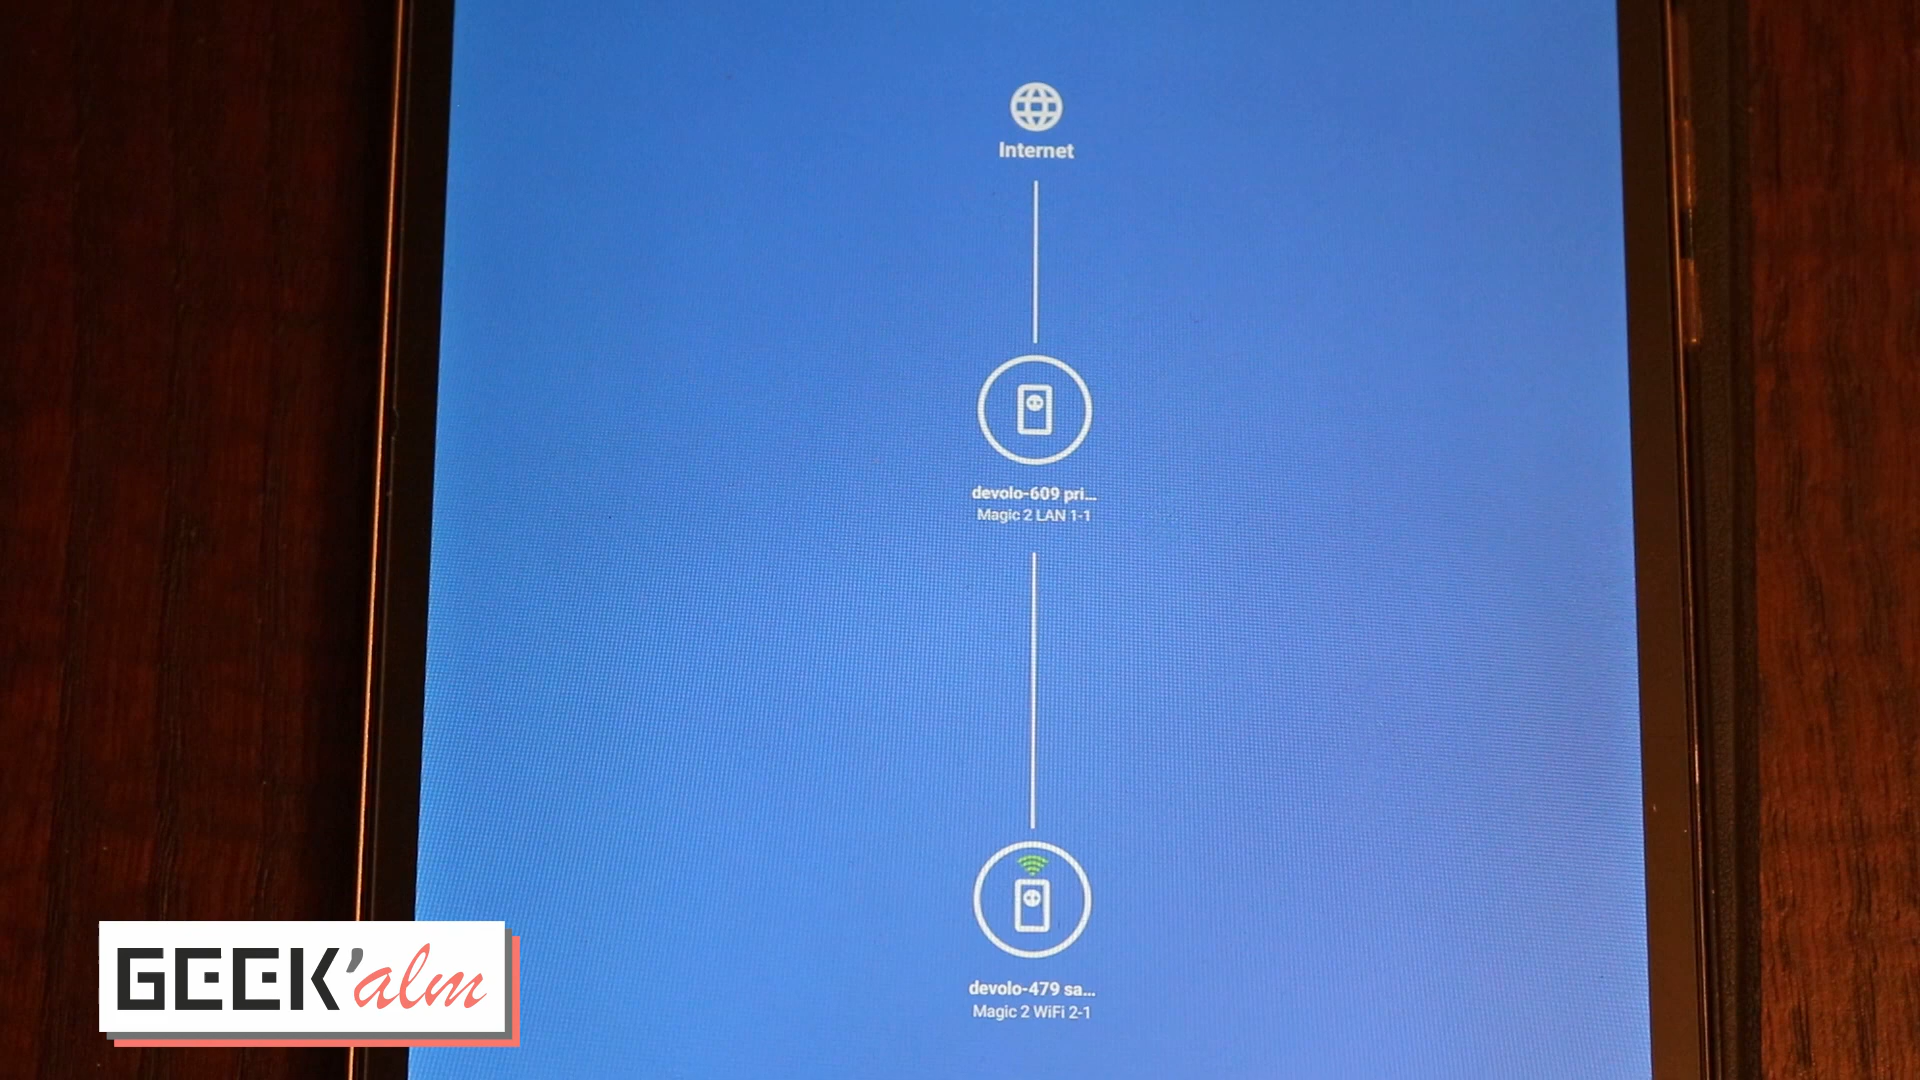 Internet
devolo-609 pri...
Magic 2 LAN 1-1
devolo-479 sa...
Magic 2 WiFi 2-1
GEEK'alm